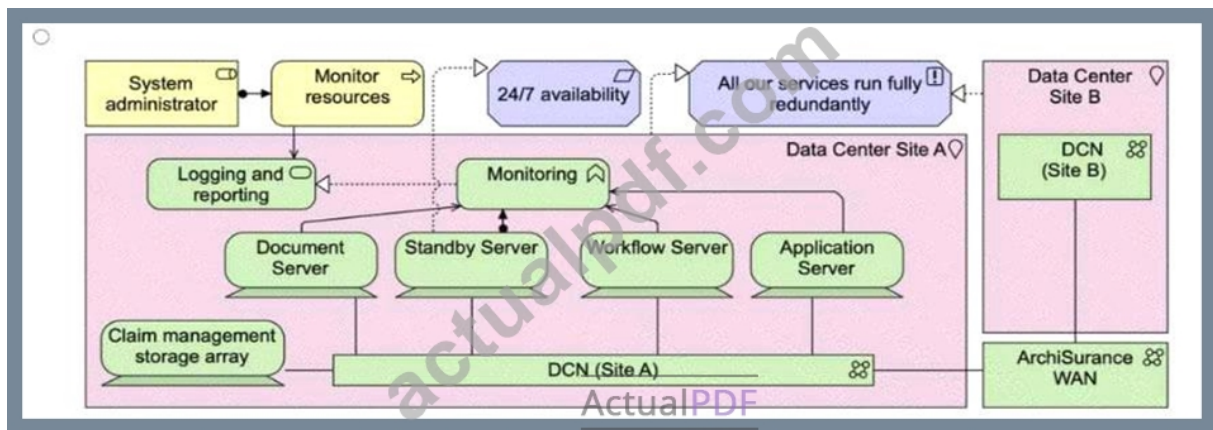 System
administrator
Monitor
resources
24/7 availability
All our services run fully
redundantly
Data Center
Site B
Data Center Site A
DCN
(Site B)
Logging and
reporting
Monitoring
Document
Server
Standby Server
Workflow Server
Application
Server
Claim management
storage array
DCN (Site A)
ArchiSurance
WAN
actualpdf.com
ActualPDF